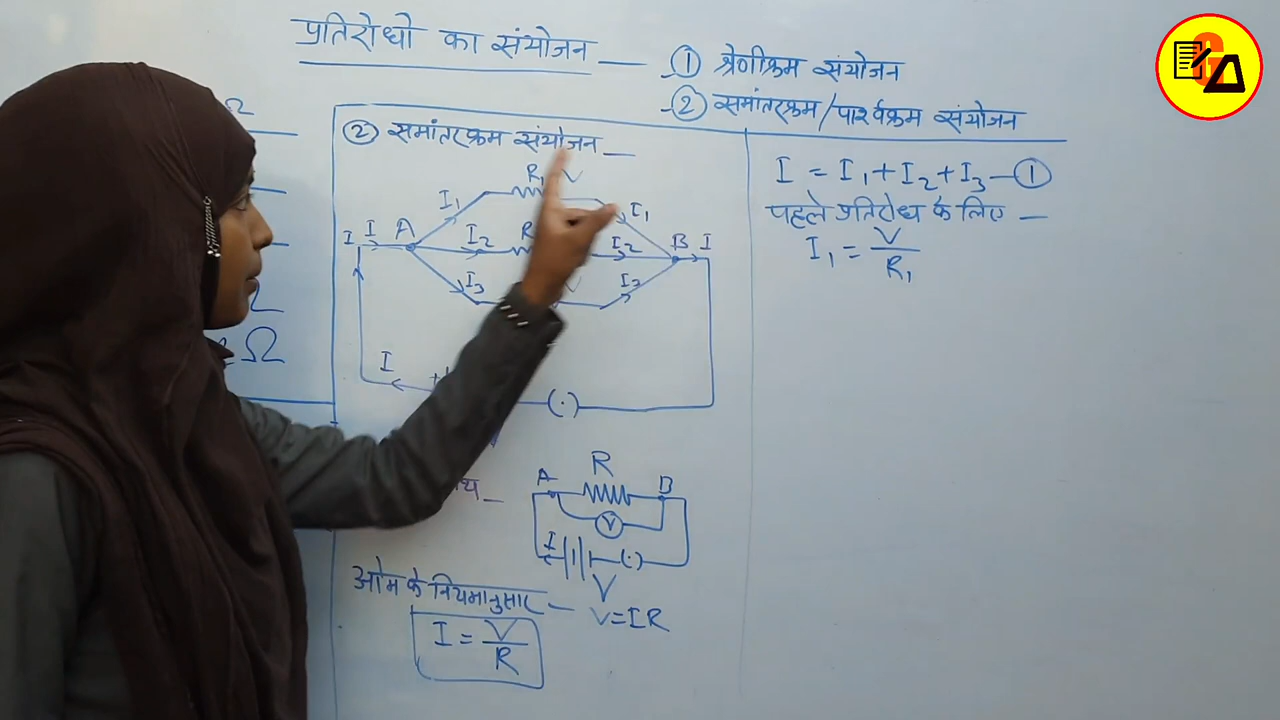 प्रतिरोधो का संयोजन —
① श्रेणीक्रम संयोजन
② समांतरक्रम/पार्श्वक्रम संयोजन
Ω
Ω
② समांतरक्रम संयोजन —
R₁ V
I₁ I₁
I I A I₂ R I₂ B I
I₃ V I₃
I +
A R B
V
I
V
ओम के नियमानुसार — V=IR
I = V/R
I = I₁+I₂+I₃ —①
पहले प्रतिरोध के लिए —
I₁ = V/R₁
G